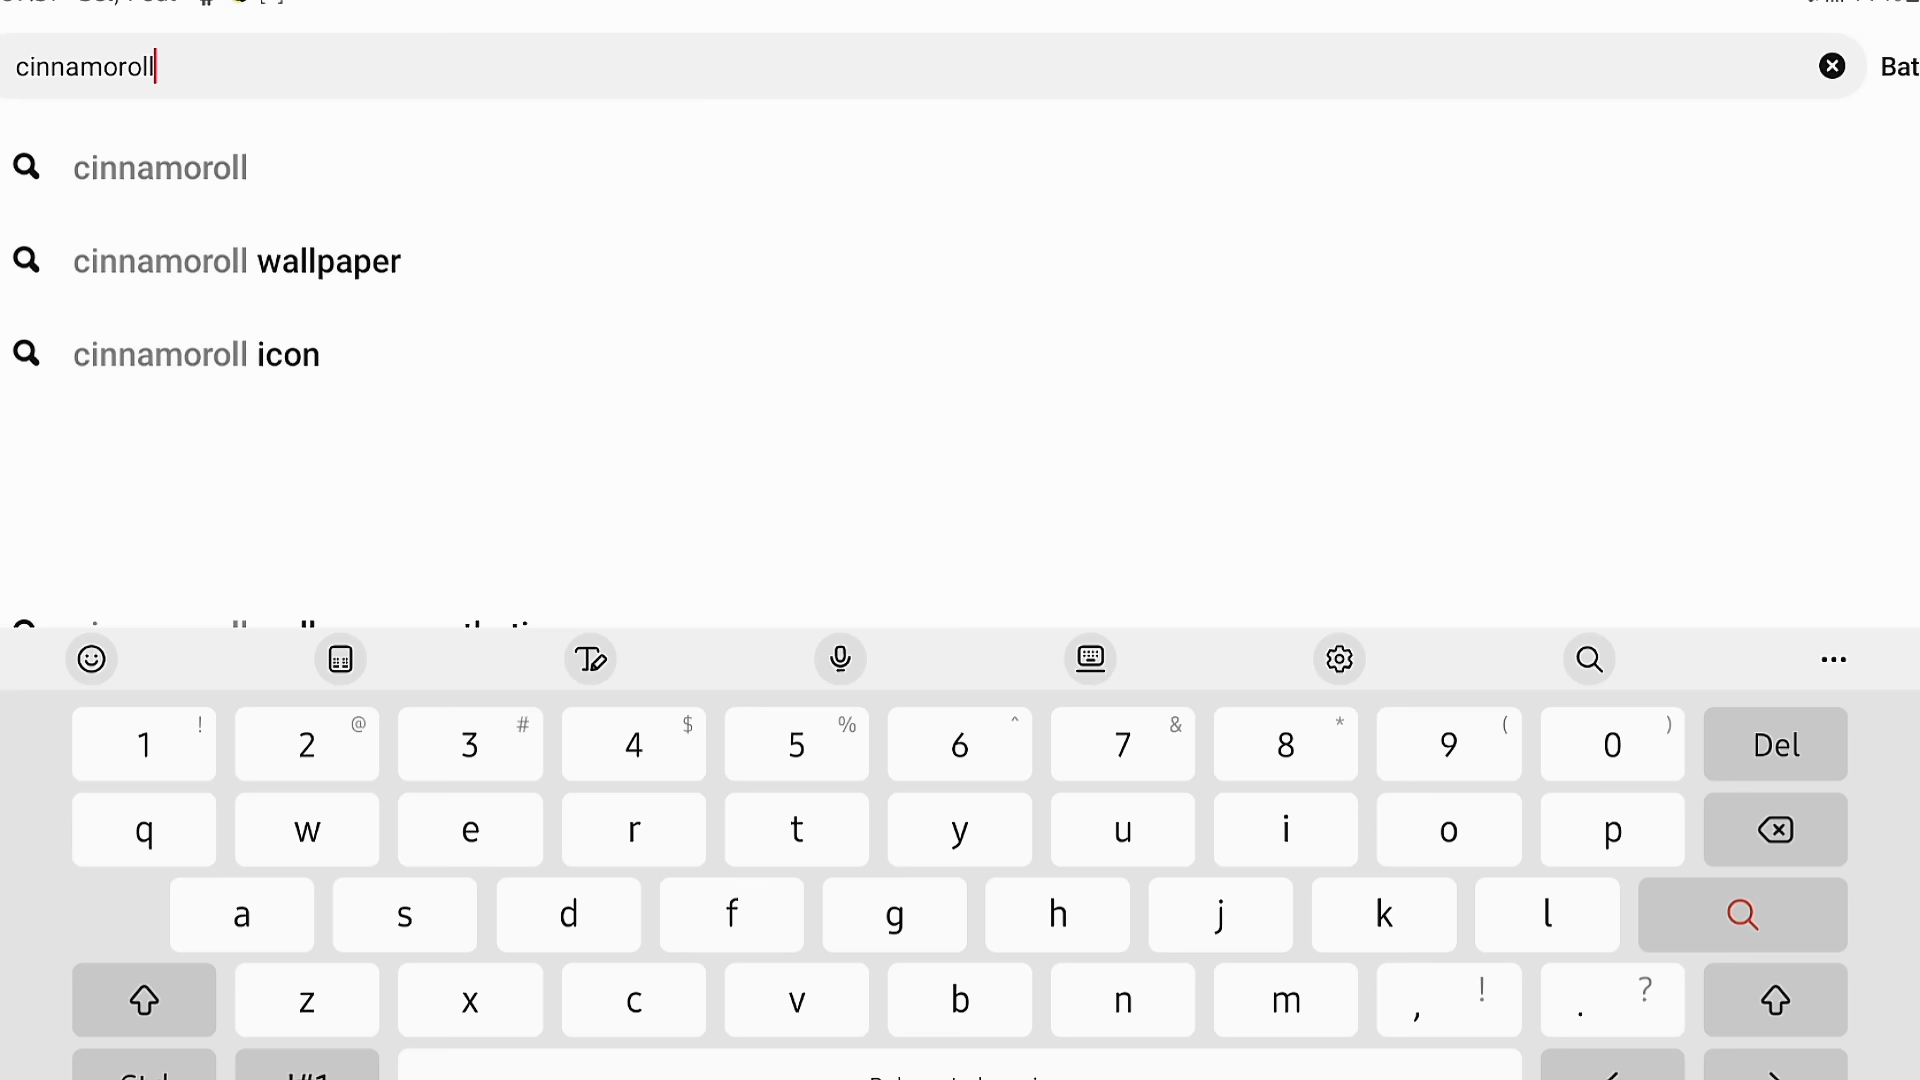 cinnamoroll
Bat
cinnamoroll
cinnamoroll wallpaper
cinnamoroll icon
1 ! 2 @ 3 # 4 $ 5 % 6 ^ 7 & 8 * 9 ( 0 ) Del
q w e r t y u i o p
a s d f g h j k l
z x c v b n m , ! . ?